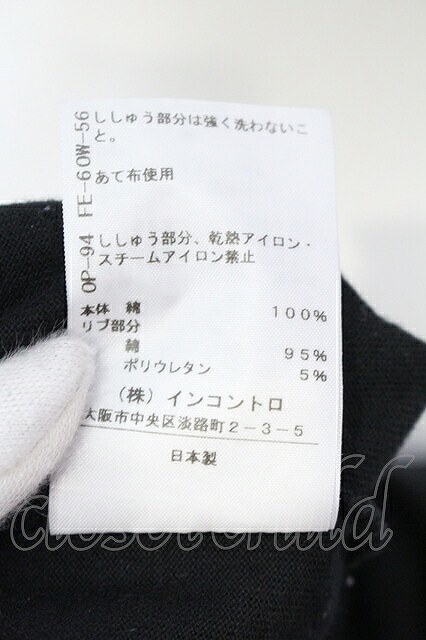 ししゅう部分は強く洗わないこ
と。
あて布使用
ししゅう部分、乾熱アイロン・
スチームアイロン禁止
本体 綿 100%
リブ部分
綿 95%
ポリウレタン 5%
(株) インコントロ
大阪市中央区淡路町2-3-5
日本製
OP-94 FE-60W-56
closet child